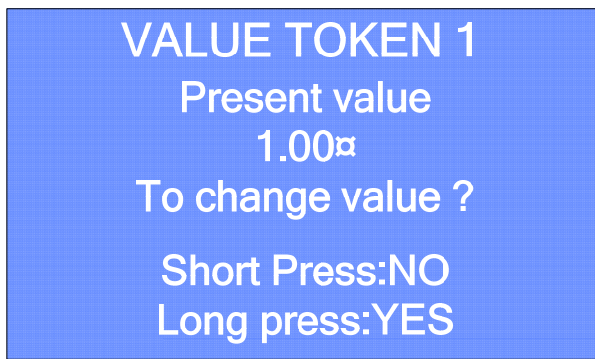 VALUE TOKEN 1
Present value
1.00¤
To change value ?
Short Press:NO
Long press:YES